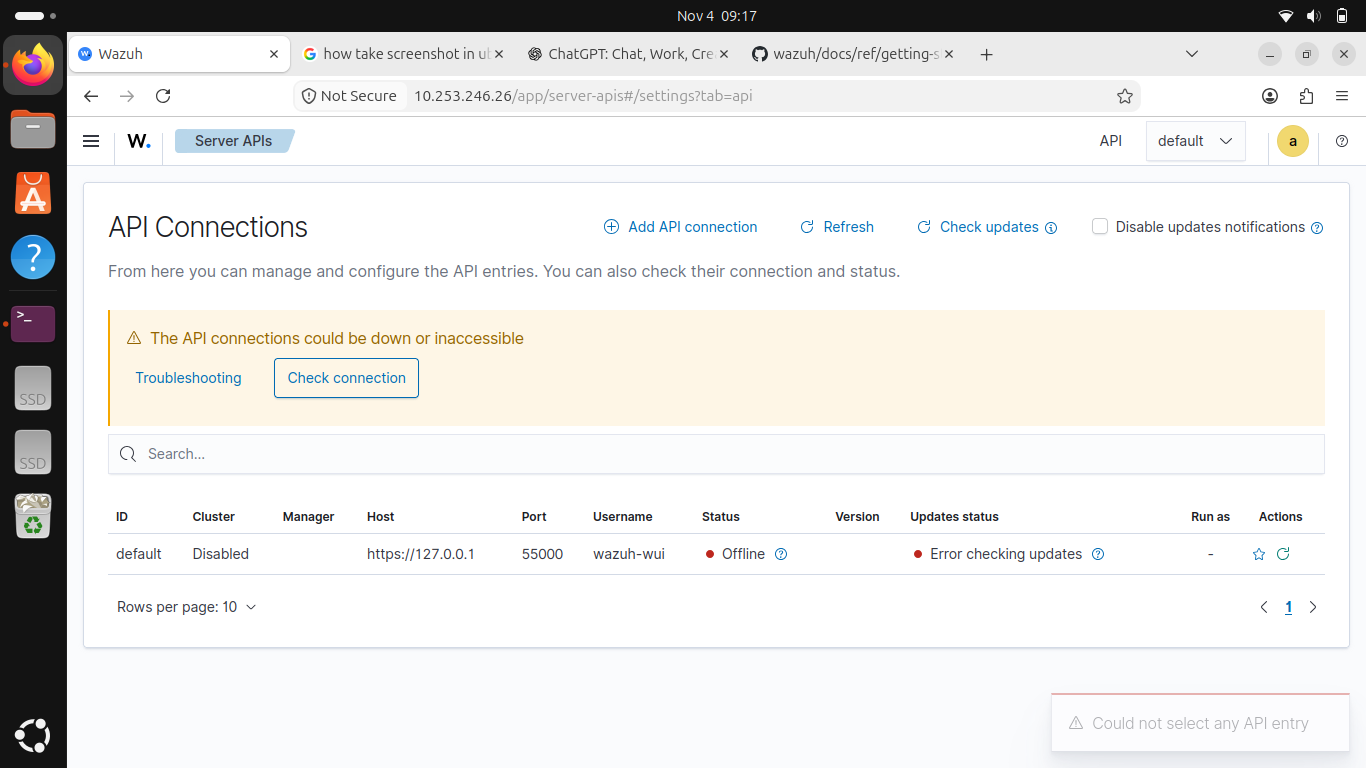 Nov 4 09:17
Wazuh
how take screenshot in ub
ChatGPT: Chat, Work, Cre
wazuh/docs/ref/getting-s
Not Secure
10.253.246.26/app/server-apis#/settings?tab=api
W. Server APIs API default a
API Connections
Add API connection Refresh Check updates Disable updates notifications
From here you can manage and configure the API entries. You can also check their connection and status.
The API connections could be down or inaccessible
Troubleshooting Check connection
Search...
ID Cluster Manager Host Port Username Status Version Updates status Run as Actions
default Disabled https://127.0.0.1 55000 wazuh-wui Offline Error checking updates -
Rows per page: 10
1
Could not select any API entry
SSD
SSD